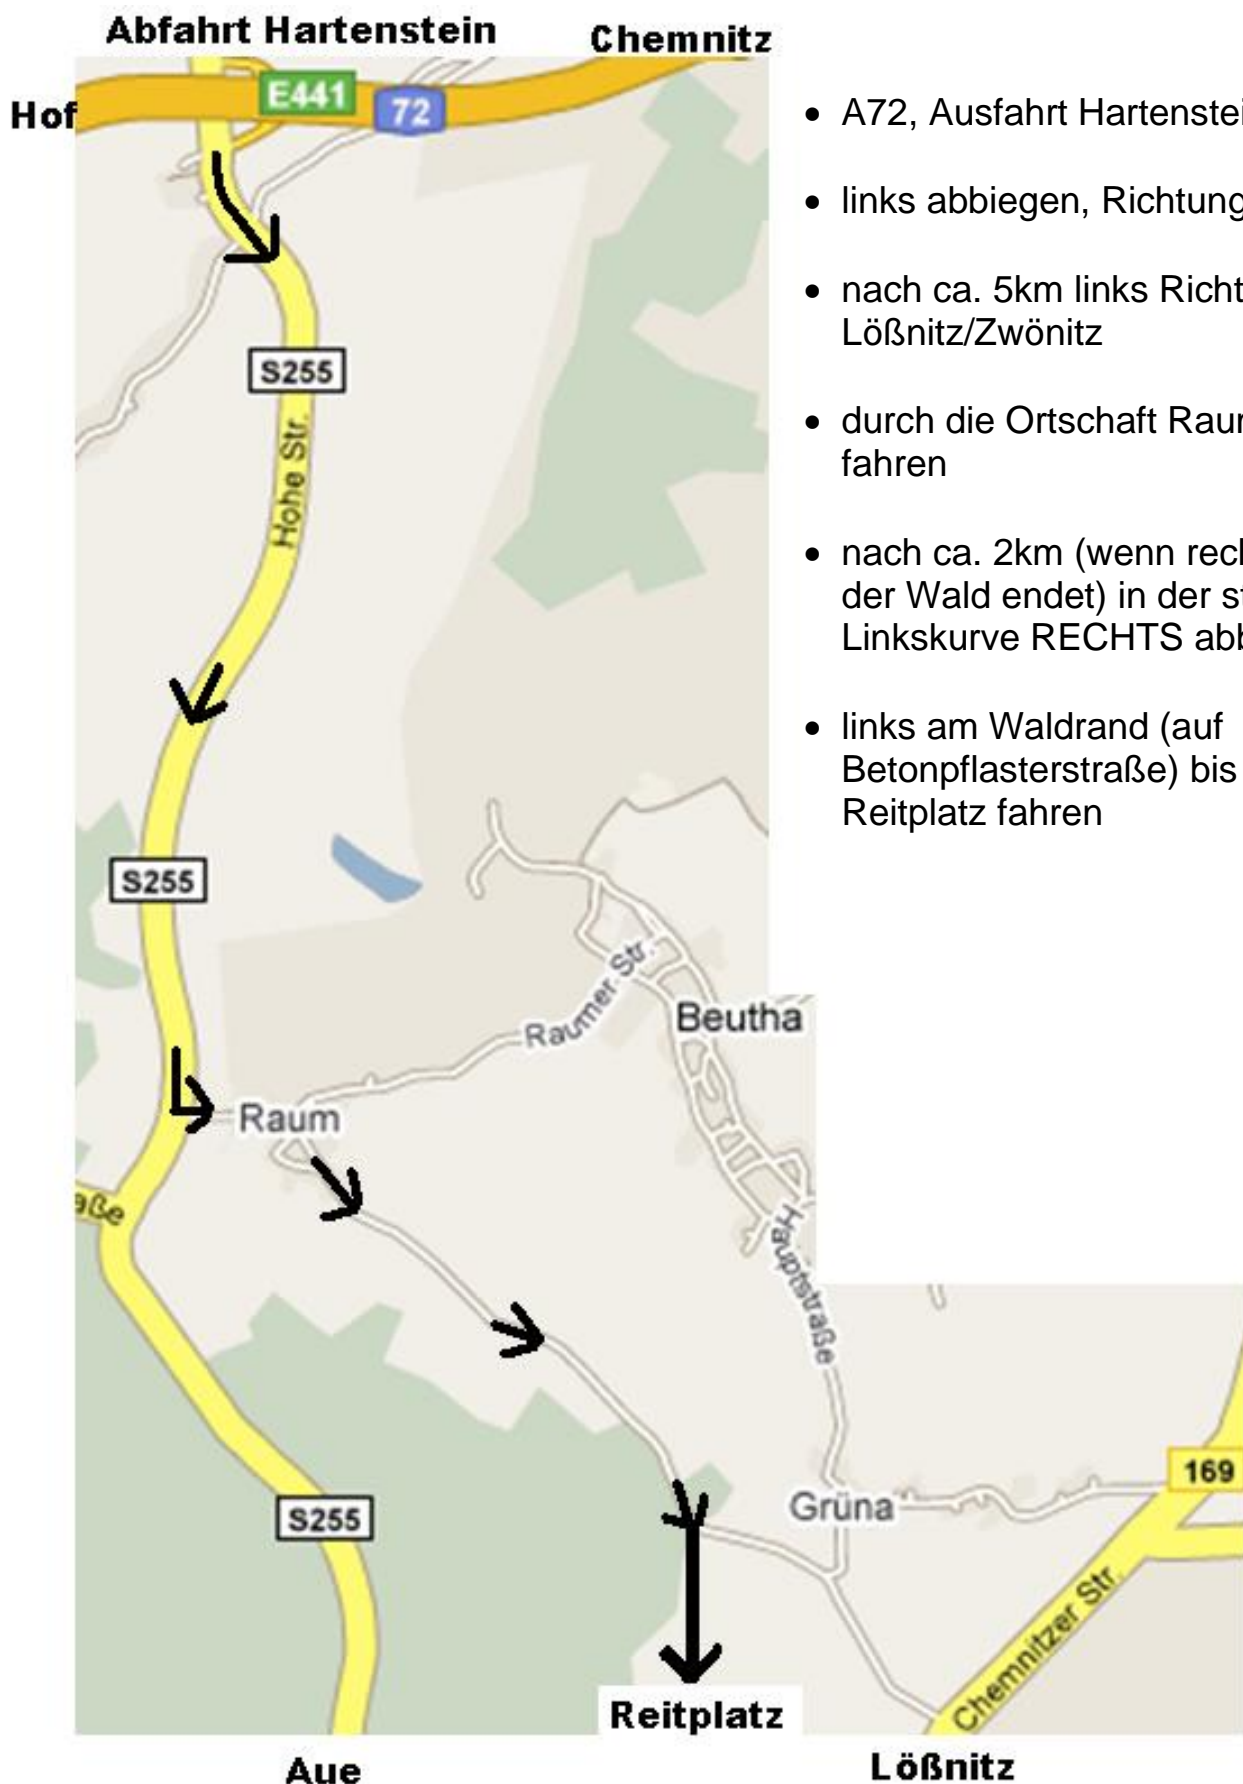 Abfahrt Hartenstein
Chemnitz
Hof
E441
72
S255
Hohe Str.
S255
Raumer Str.
Beutha
Raum
aße
Hauptstraße
S255
Grüna
169
Chemnitzer Str.
Reitplatz
Aue
Lößnitz
• A72, Ausfahrt Hartenstei
• links abbiegen, Richtung
• nach ca. 5km links Richt
Lößnitz/Zwönitz
• durch die Ortschaft Raum
fahren
• nach ca. 2km (wenn rech
der Wald endet) in der st
Linkskurve RECHTS abb
• links am Waldrand (auf
Betonpflasterstraße) bis
Reitplatz fahren